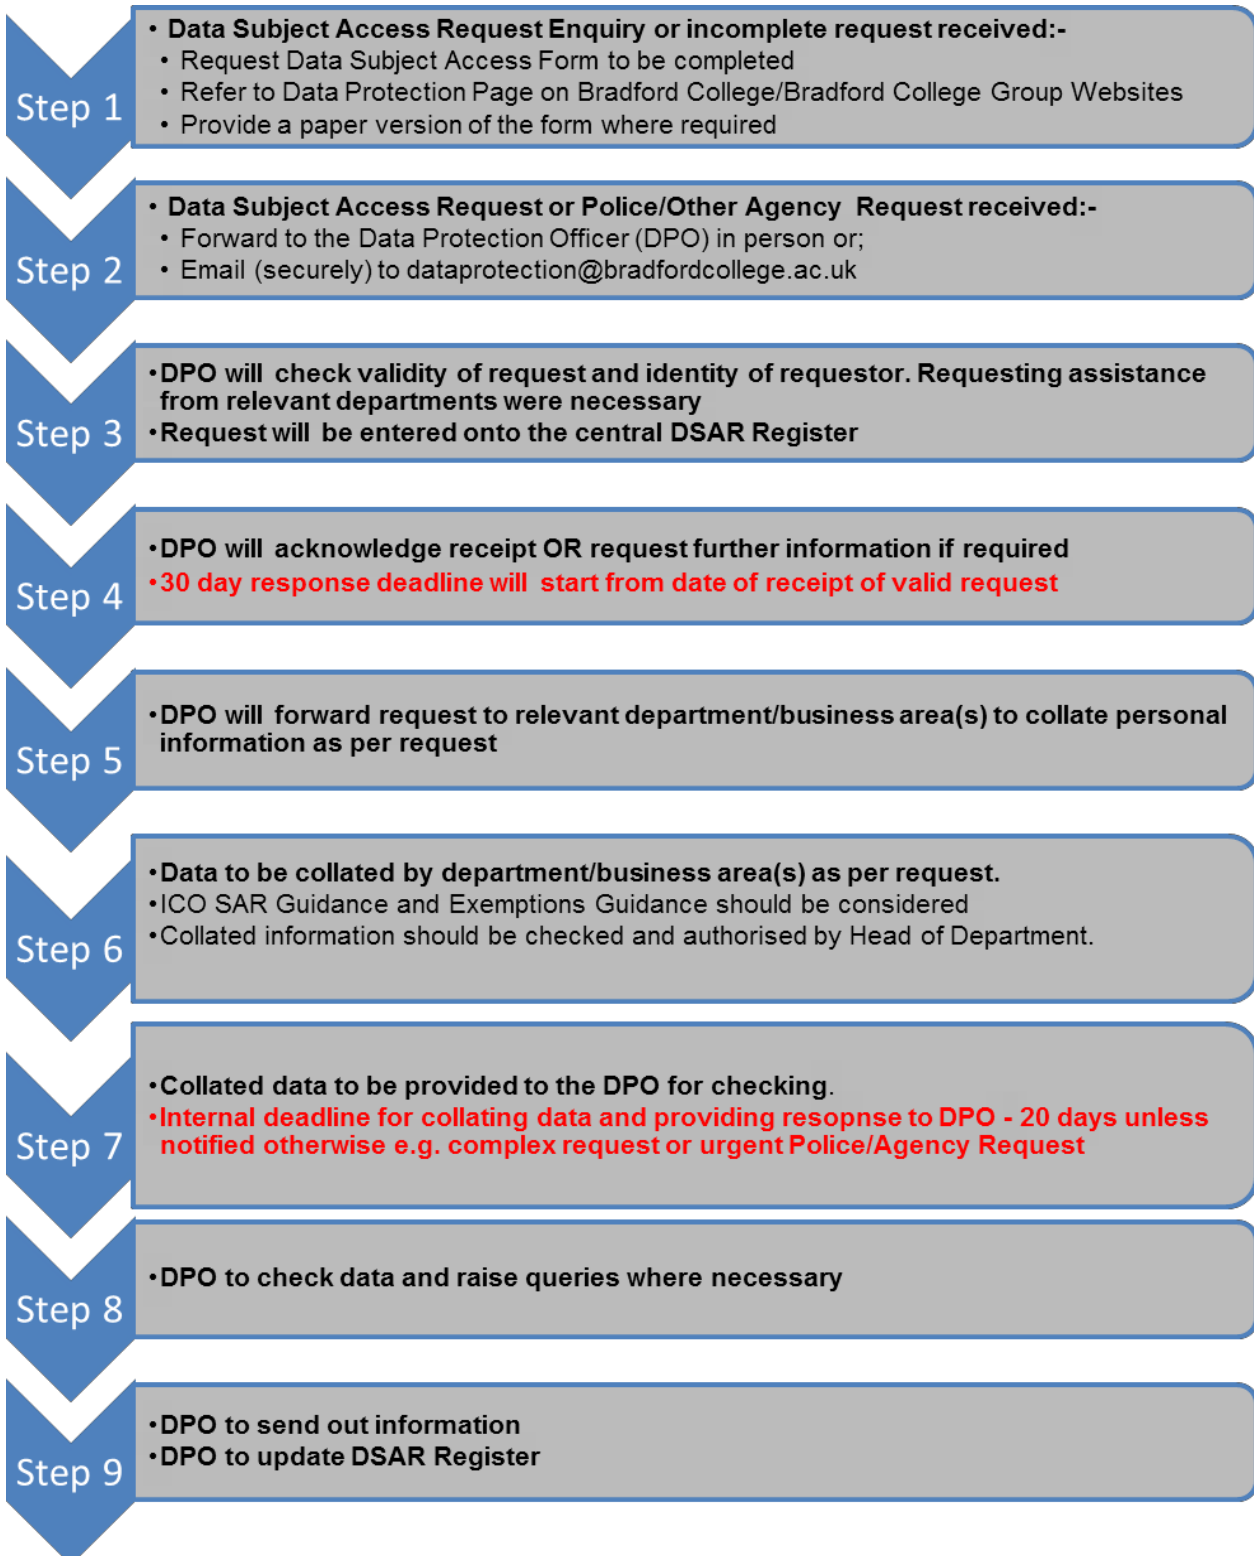 Step 1
• Data Subject Access Request Enquiry or incomplete request received:-
• Request Data Subject Access Form to be completed
• Refer to Data Protection Page on Bradford College/Bradford College Group Websites
• Provide a paper version of the form where required
Step 2
• Data Subject Access Request or Police/Other Agency Request received:-
• Forward to the Data Protection Officer (DPO) in person or;
• Email (securely) to dataprotection@bradfordcollege.ac.uk
Step 3
•DPO will check validity of request and identity of requestor. Requesting assistance
from relevant departments were necessary
•Request will be entered onto the central DSAR Register
Step 4
•DPO will acknowledge receipt OR request further information if required
•30 day response deadline will start from date of receipt of valid request
Step 5
•DPO will forward request to relevant department/business area(s) to collate personal
information as per request
Step 6
•Data to be collated by department/business area(s) as per request.
•ICO SAR Guidance and Exemptions Guidance should be considered
•Collated information should be checked and authorised by Head of Department.
Step 7
•Collated data to be provided to the DPO for checking.
•Internal deadline for collating data and providing resopnse to DPO - 20 days unless
notified otherwise e.g. complex request or urgent Police/Agency Request
Step 8
•DPO to check data and raise queries where necessary
Step 9
•DPO to send out information
•DPO to update DSAR Register